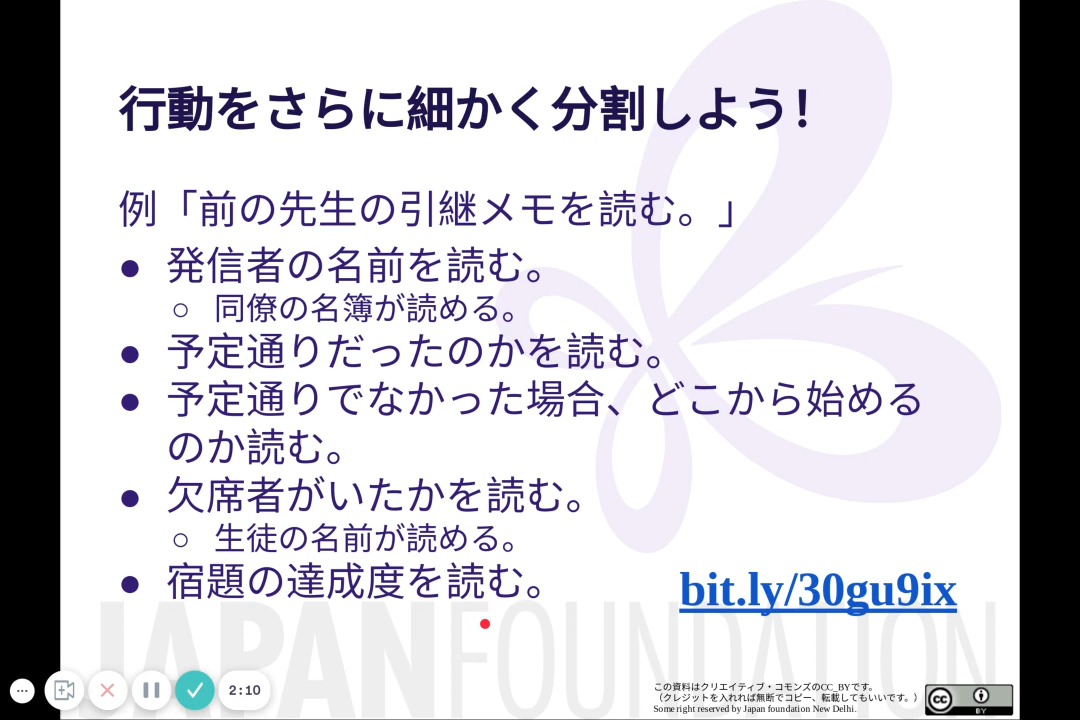 行動をさらに細かく分割しよう！
例「前の先生の引継メモを読む。」
● 発信者の名前を読む。
○ 同僚の名簿が読める。
● 予定通りだったのかを読む。
● 予定通りでなかった場合、どこから始める
のか読む。
● 欠席者がいたかを読む。
○ 生徒の名前が読める。
● 宿題の達成度を読む。
bit.ly/30gu9ix
JAPANFOUNDATION
2:10
この資料はクリエイティブ・コモンズのCC_BYです。
（クレジットを入れれば無断でコピー、転載してもいいです。）
Some right reserved by Japan foundation New Delhi.
cc
BY